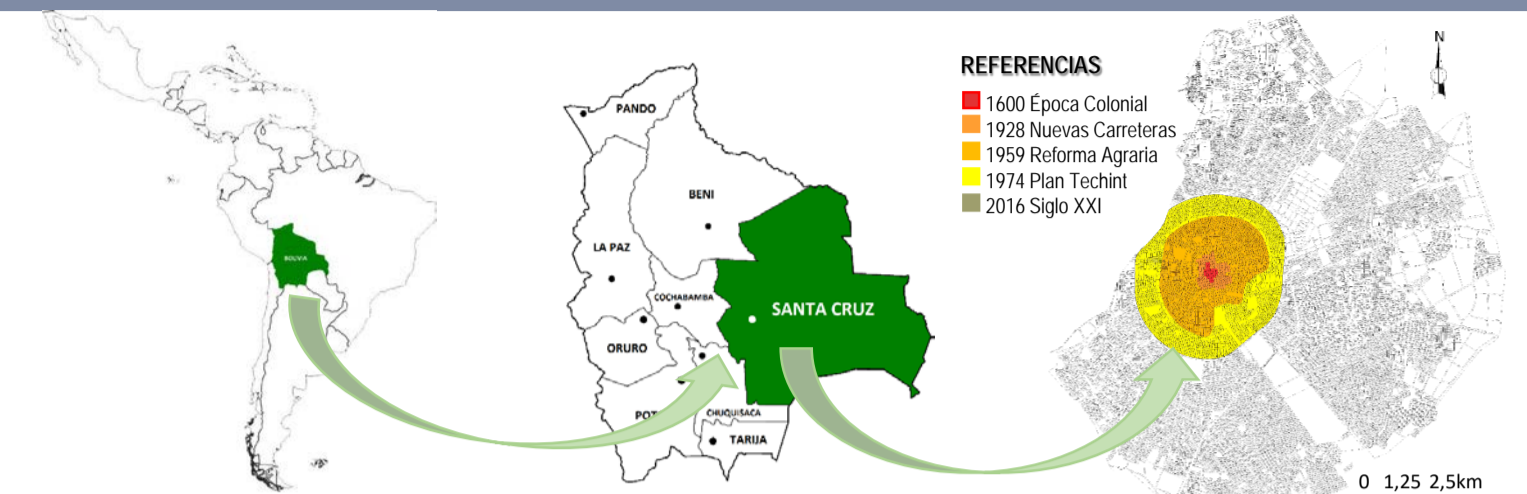 BOLIVIA
PANDO
BENI
LA PAZ
COCHABAMBA
SANTA CRUZ
ORURO
POT
CHUQUISACA
TARIJA
REFERENCIAS
1600 Época Colonial
1928 Nuevas Carreteras
1959 Reforma Agraria
1974 Plan Techint
2016 Siglo XXI
N
0 1,25 2,5km